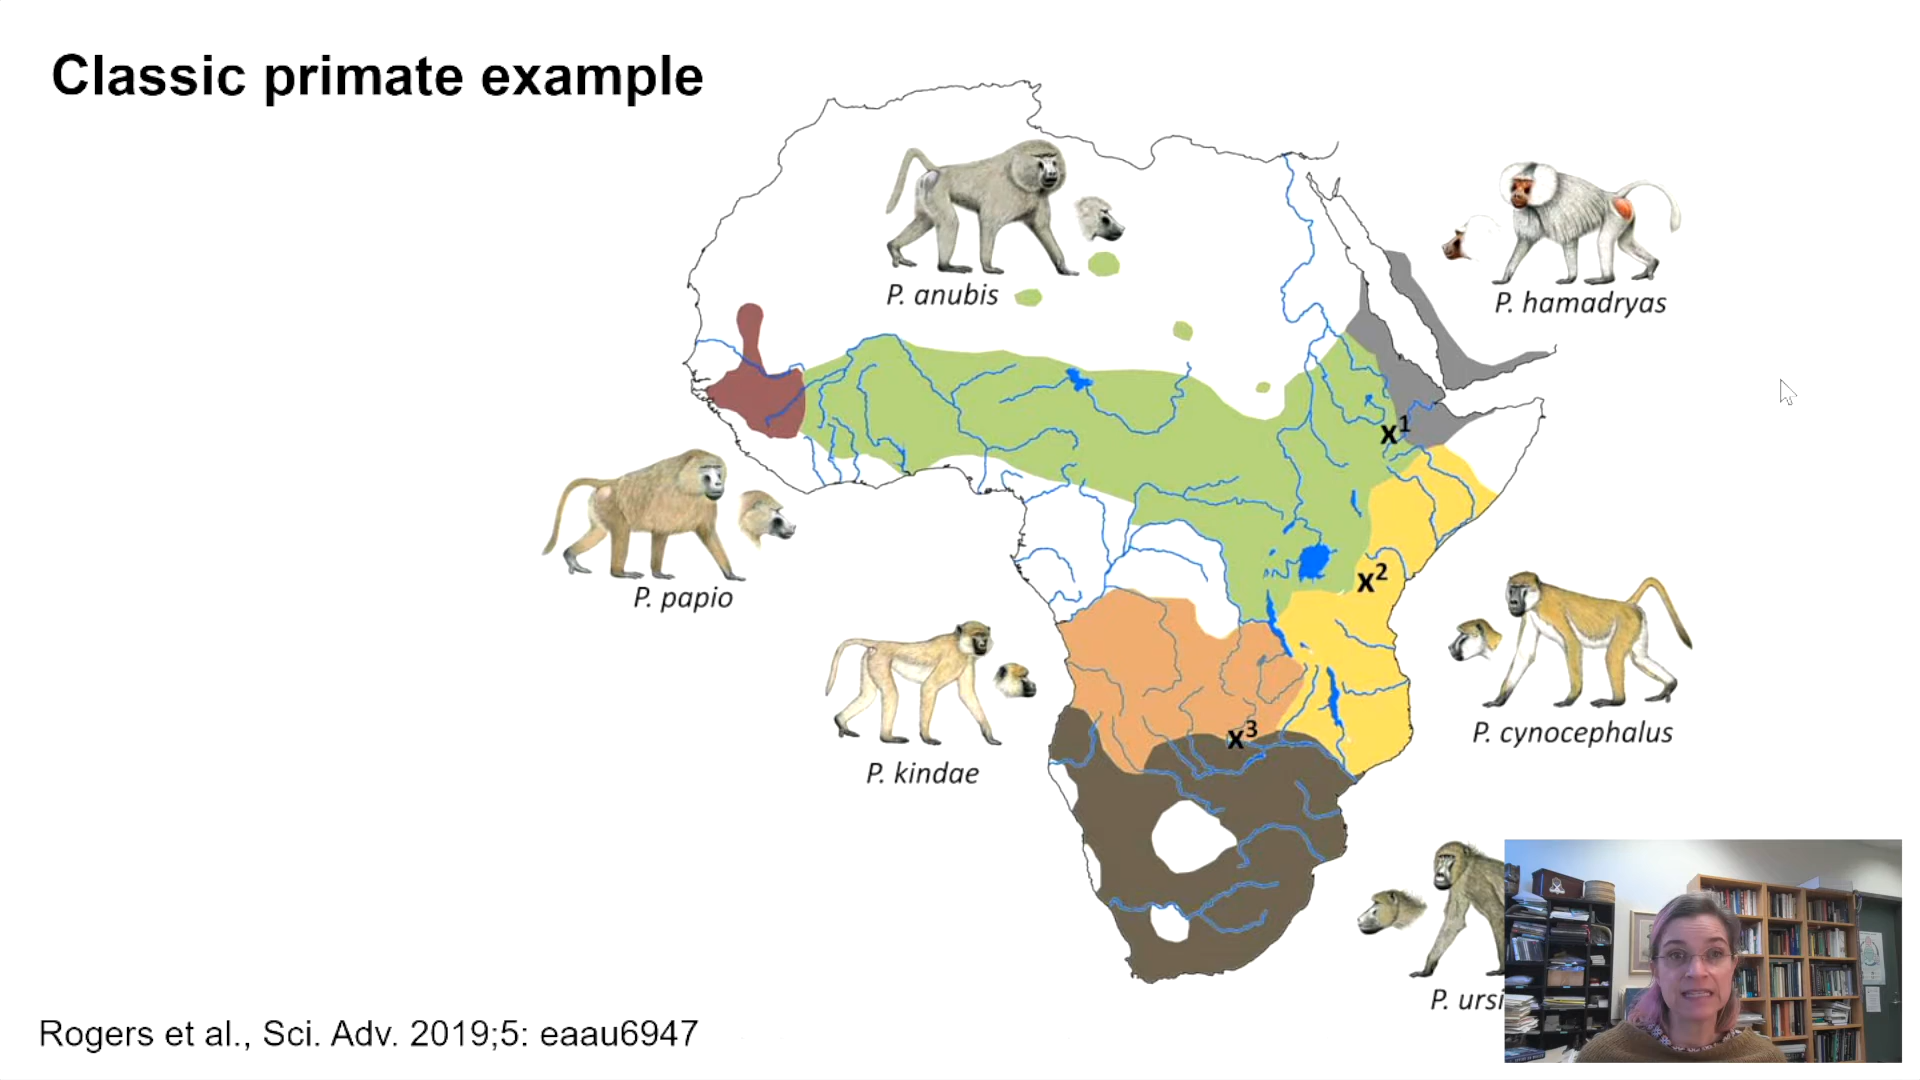 Classic primate example
P. anubis
P. hamadryas
x¹
P. papio
x²
P. kindae
x³
P. cynocephalus
P. ursi
Rogers et al., Sci. Adv. 2019;5: eaau6947